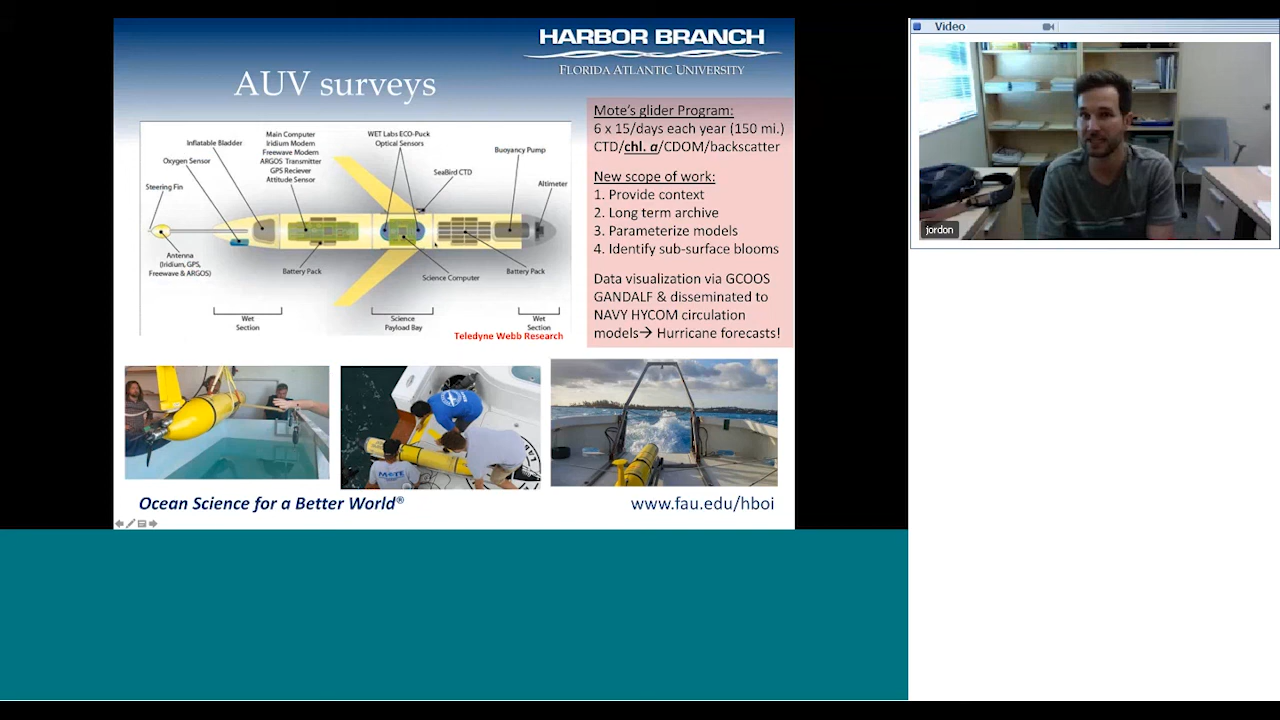 HARBOR BRANCH
FLORIDA ATLANTIC UNIVERSITY
AUV surveys
Main Computer
Iridium Modem
Freewave Modem
ARGOS Transmitter
GPS Reciever
Attitude Sensor
WET Labs ECO-Puck
Optical Sensors
Inflatable Bladder
Oxygen Sensor
Steering Fin
Buoyancy Pump
SeaBird CTD
Altimeter
Antenna
(Iridium, GPS,
Freewave & ARGOS)
Battery Pack
Science Computer
Battery Pack
Wet
Section
Science
Payload Bay
Wet
Section
Teledyne Webb Research
Mote's glider Program:
6 x 15/days each year (150 mi.)
CTD/chl. a/CDOM/backscatter
New scope of work:
1. Provide context
2. Long term archive
3. Parameterize models
4. Identify sub-surface blooms
Data visualization via GCOOS
GANDALF & disseminated to
NAVY HYCOM circulation
models→ Hurricane forecasts!
MOTE
Ocean Science for a Better World®
www.fau.edu/hboi
Video
jordon